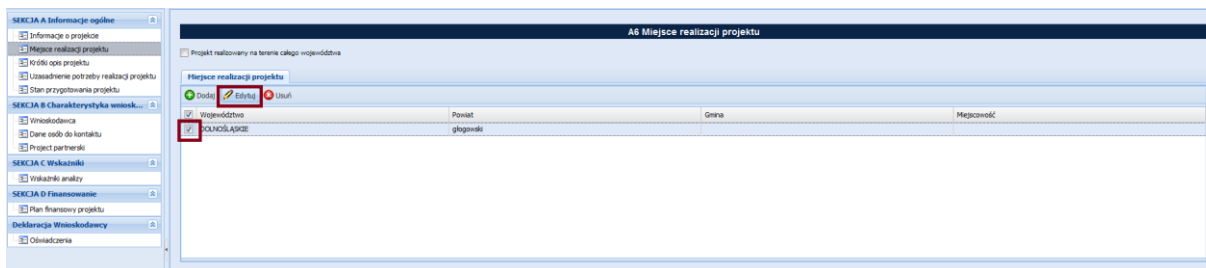 SEKCJA A Informacje ogólne
Informacje o projekcie
Miejsce realizacji projektu
Krótki opis projektu
Uzasadnienie potrzeby realizacji projektu
Stan przygotowania projektu
SEKCJA B Charakterystyka wniosk...
Wnioskodawca
Dane osób do kontaktu
Project partnerski
SEKCJA C Wskaźniki
Wskaźniki analizy
SEKCJA D Finansowanie
Plan finansowy projektu
Deklaracja Wnioskodawcy
Oświadczenia
A6 Miejsce realizacji projektu
Projekt realizowany na terenie całego województwa
Miejsce realizacji projektu
Dodaj Edytuj Usuń
Województwo Powiat Gmina Miejscowość
DOLNOŚLĄSKIE głogowski